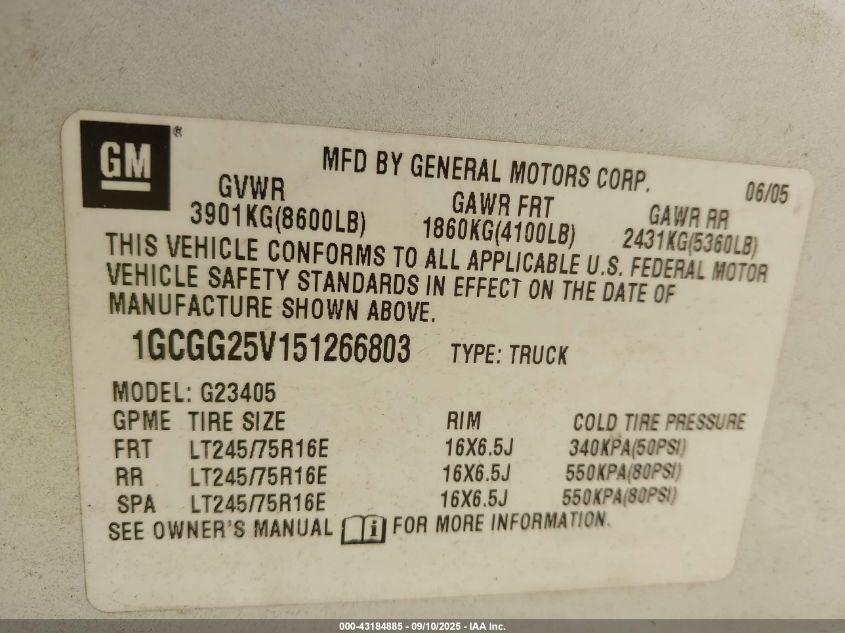 GM®
MFD BY GENERAL MOTORS CORP. 06/05
GVWR GAWR FRT GAWR RR
3901KG(8600LB) 1860KG(4100LB) 2431KG(5360LB)
THIS VEHICLE CONFORMS TO ALL APPLICABLE U.S. FEDERAL MOTOR
VEHICLE SAFETY STANDARDS IN EFFECT ON THE DATE OF
MANUFACTURE SHOWN ABOVE.
1GCGG25V151266803 TYPE: TRUCK
MODEL: G23405
GPME TIRE SIZE RIM COLD TIRE PRESSURE
FRT LT245/75R16E 16X6.5J 340KPA(50PSI)
RR LT245/75R16E 16X6.5J 550KPA(80PSI)
SPA LT245/75R16E 16X6.5J 550KPA(80PSI)
SEE OWNER'S MANUAL i FOR MORE INFORMATION.
000-43184885 - 09/10/2025 - IAA Inc.